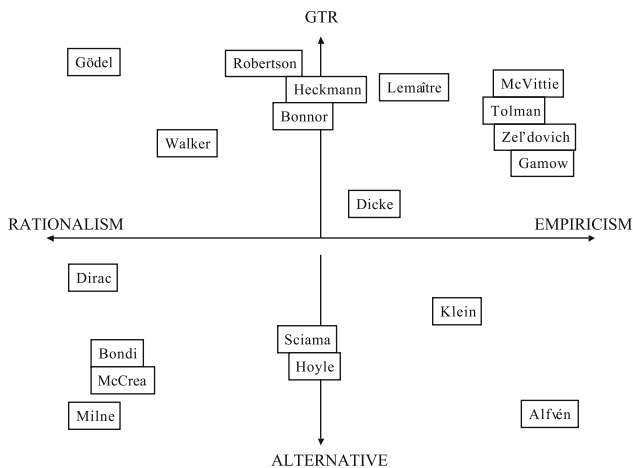 GTR
Gödel
Robertson
Heckmann
Lemaître
McVittie
Bonnor
Tolman
Walker
Zel'dovich
Gamow
Dicke
RATIONALISM
EMPIRICISM
Dirac
Klein
Sciama
Bondi
Hoyle
McCrea
Milne
Alfvén
ALTERNATIVE